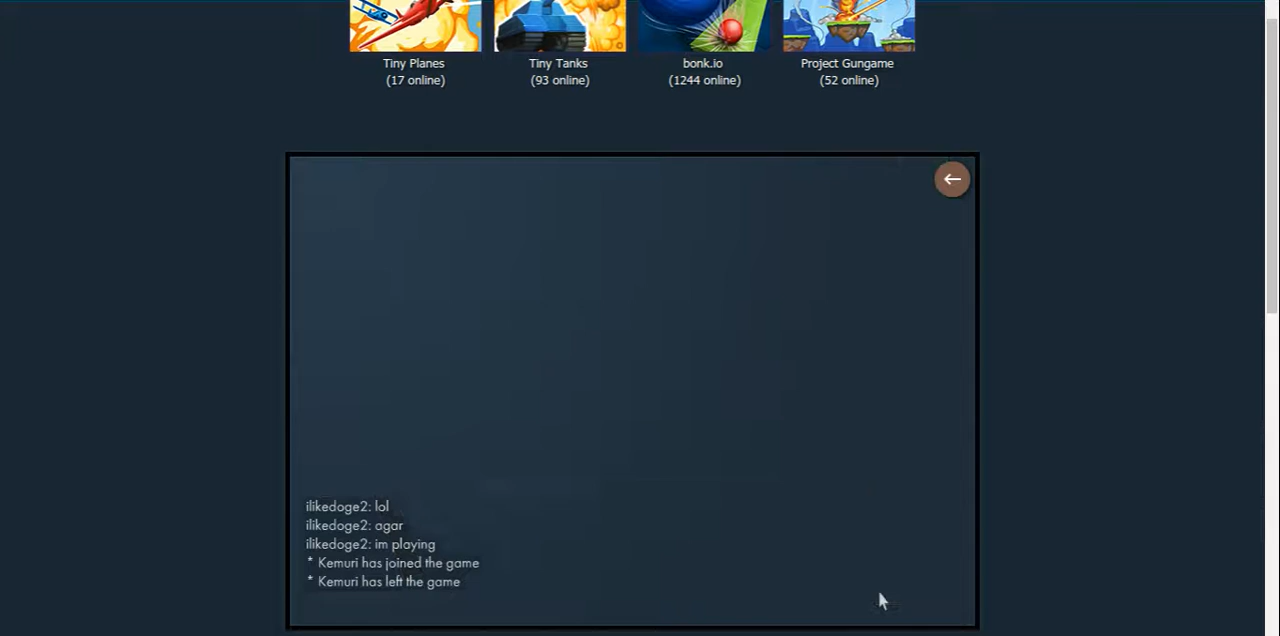 Tiny Planes
(17 online)
Tiny Tanks
(93 online)
bonk.io
(1244 online)
Project Gungame
(52 online)
ilikedoge2: lol
ilikedoge2: agar
ilikedoge2: im playing
* Kemuri has joined the game
* Kemuri has left the game